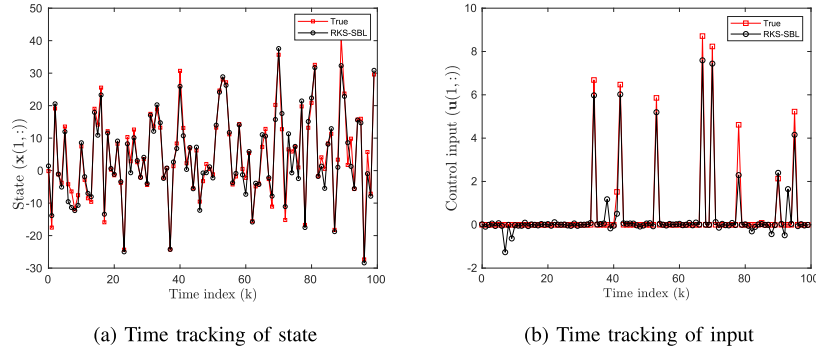 50
40
30
20
10
0
-10
-20
-30
0 20 40 60 80 100
State (x(1,:))
Time index (k)
True
RKS-SBL
(a) Time tracking of state
10
8
6
4
2
0
-2
0 20 40 60 80 100
Control input (u(1,:))
Time index (k)
True
RKS-SBL
(b) Time tracking of input